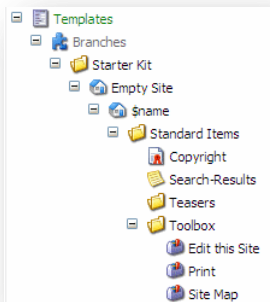 Templates
Branches
Starter Kit
Empty Site
$name
Standard Items
Copyright
Search-Results
Teasers
Toolbox
Edit this Site
Print
Site Map